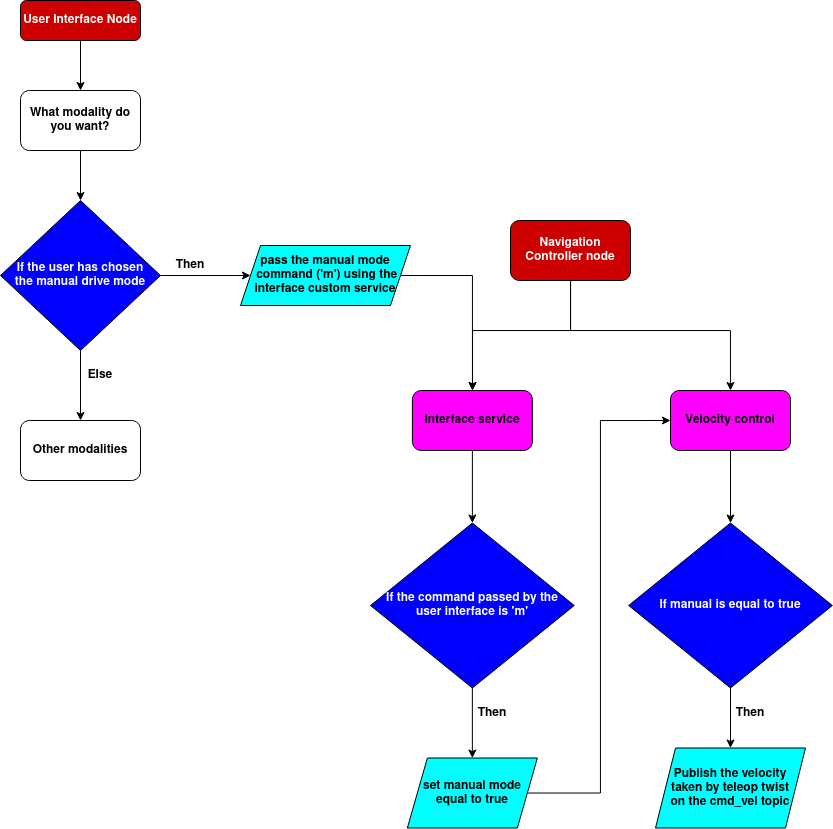 User Interface Node
What modality do
you want?
If the user has chosen
the manual drive mode
Then
pass the manual mode
command ('m') using the
interface custom service
Else
Other modalities
Navigation
Controller node
Interface service
Velocity control
If the command passed by the
user interface is 'm'
Then
set manual mode
equal to true
If manual is equal to true
Then
Publish the velocity
taken by teleop twist
on the cmd_vel topic